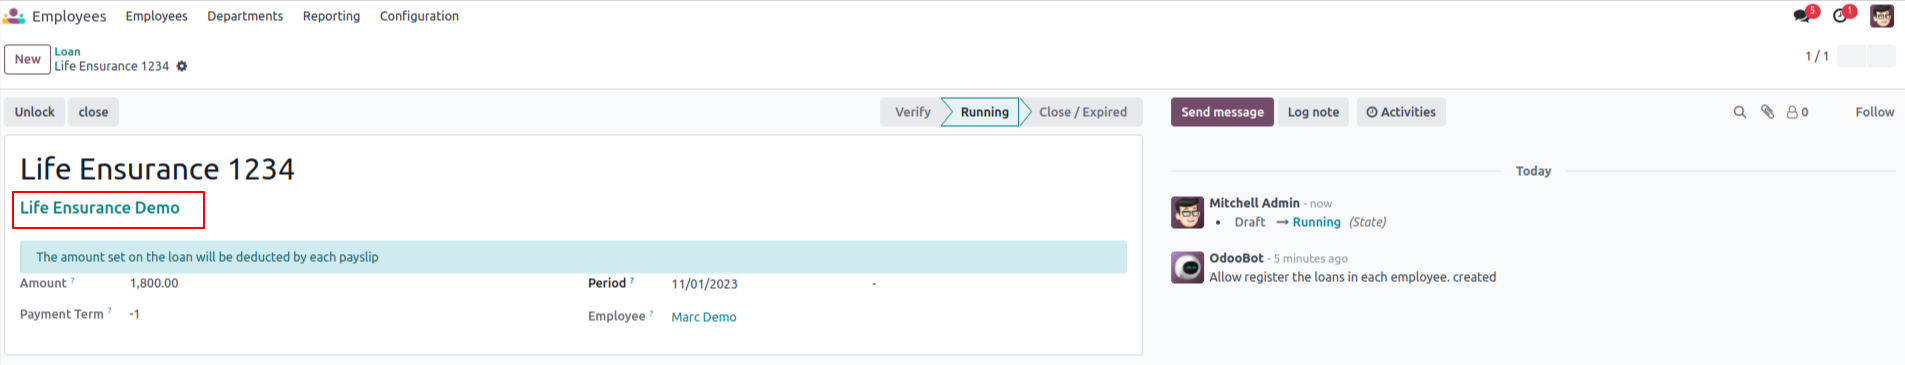 Employees Employees Departments Reporting Configuration 5 1
New Loan
Life Ensurance 1234 1 / 1
Unlock close Verify Running Close / Expired Send message Log note Activities 0 Follow
Life Ensurance 1234
Life Ensurance Demo
The amount set on the loan will be deducted by each payslip
Amount ? 1,800.00 Period ? 11/01/2023 -
Payment Term ? -1 Employee ? Marc Demo
Today
Mitchell Admin - now
• Draft → Running (State)
OdooBot - 5 minutes ago
Allow register the loans in each employee. created